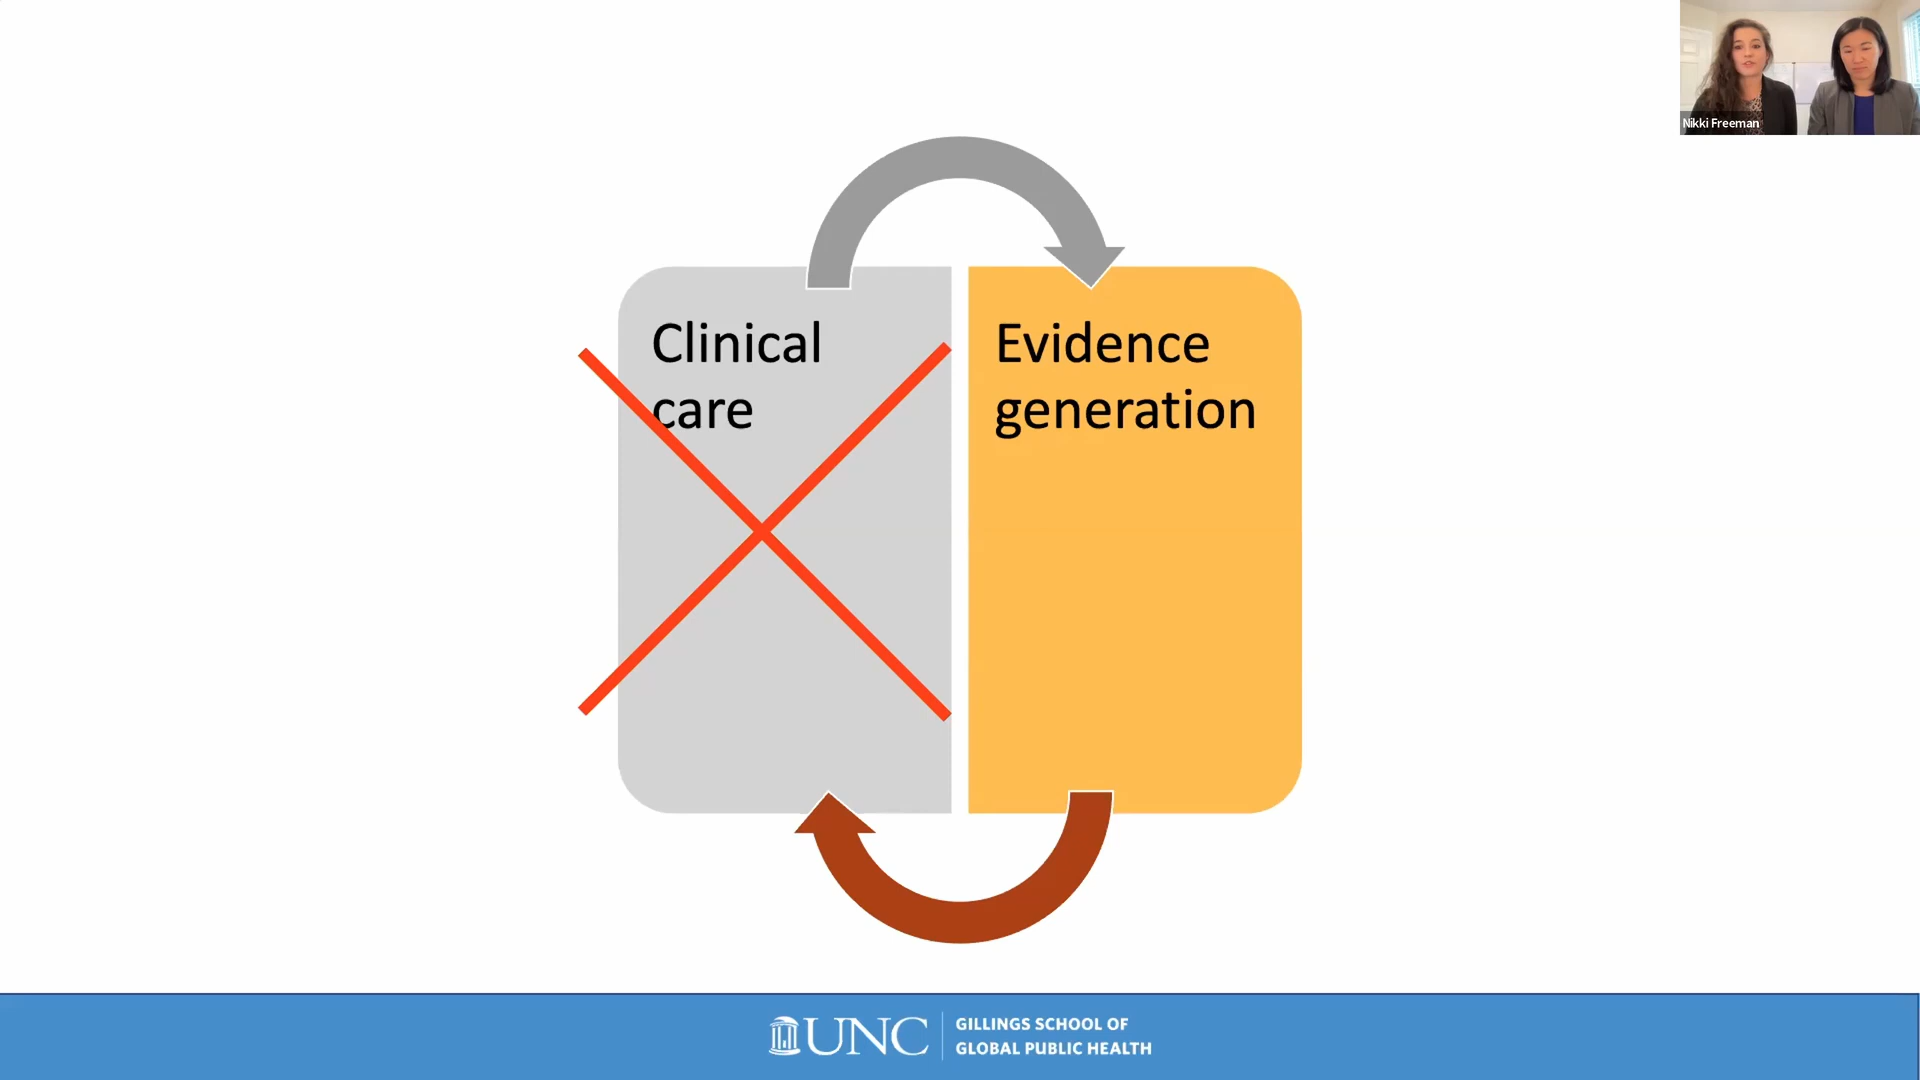 Nikki Freeman
Clinical
care
Evidence
generation
UNC
GILLINGS SCHOOL OF
GLOBAL PUBLIC HEALTH